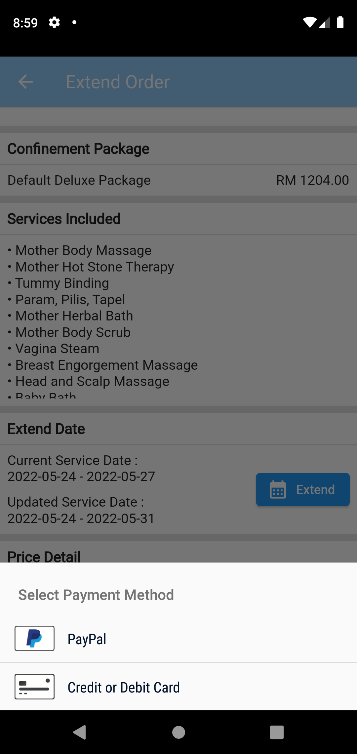 8:59
Extend Order
Confinement Package
Default Deluxe Package RM 1204.00
Services Included
• Mother Body Massage
• Mother Hot Stone Therapy
• Tummy Binding
• Param, Pilis, Tapel
• Mother Herbal Bath
• Mother Body Scrub
• Vagina Steam
• Breast Engorgement Massage
• Head and Scalp Massage
• Baby Bath
Extend Date
Current Service Date :
2022-05-24 - 2022-05-27
Extend
Updated Service Date :
2022-05-24 - 2022-05-31
Price Detail
Select Payment Method
PayPal
Credit or Debit Card